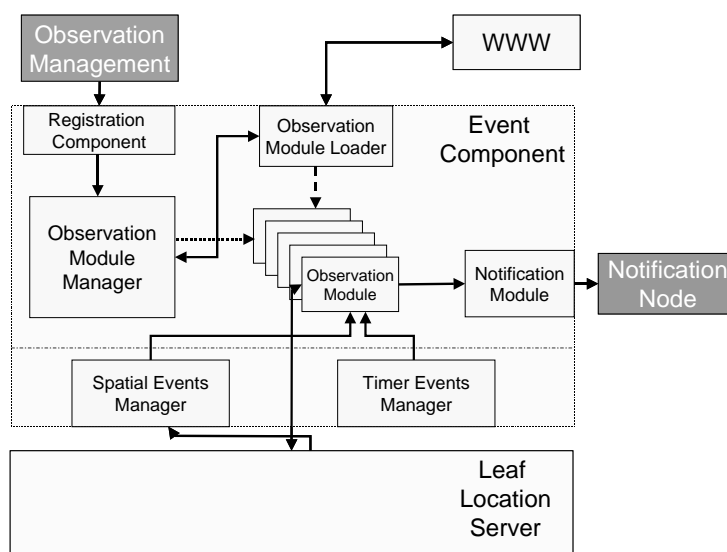 Observation
Management
WWW
Registration
Component
Observation
Module Loader
Event
Component
Observation
Module
Manager
Observation
Module
Notification
Module
Notification
Node
Spatial Events
Manager
Timer Events
Manager
Leaf
Location
Server